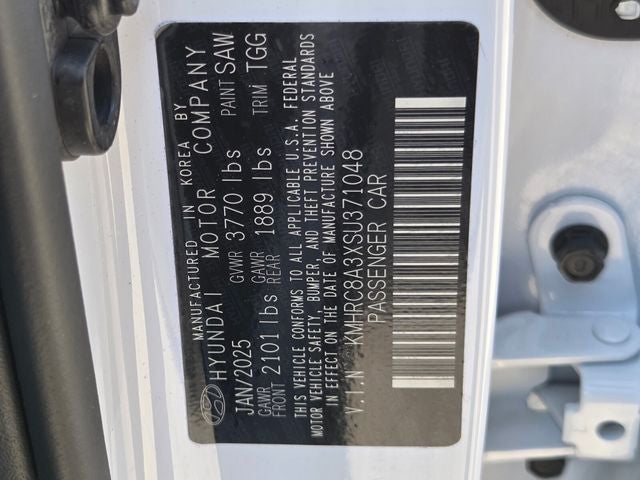 MANUFACTURED IN KOREA BY
HYUNDAI MOTOR COMPANY
JAN/2025 GVWR 3770 lbs PAINT SAW
GAWR FRONT 2101 lbs GAWR REAR 1889 lbs TRIM TGG
THIS VEHICLE CONFORMS TO ALL APPLICABLE U.S.A. FEDERAL
MOTOR VEHICLE SAFETY, BUMPER, AND THEFT PREVENTION STANDARDS
IN EFFECT ON THE DATE OF MANUFACTURE SHOWN ABOVE
V.I.N KMHRC8A3XSU371048
PASSENGER CAR